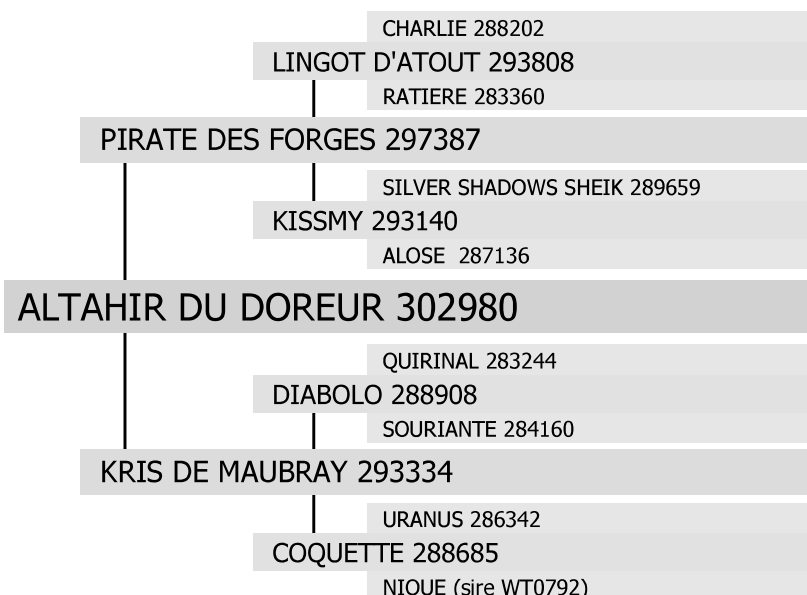 CHARLIE 288202
LINGOT D'ATOUT 293808
RATIERE 283360
PIRATE DES FORGES 297387
SILVER SHADOWS SHEIK 289659
KISSMY 293140
ALOSE 287136
ALTAHIR DU DOREUR 302980
QUIRINAL 283244
DIABOLO 288908
SOURIANTE 284160
KRIS DE MAUBRAY 293334
URANUS 286342
COQUETTE 288685
NIQUE (sire WT0792)